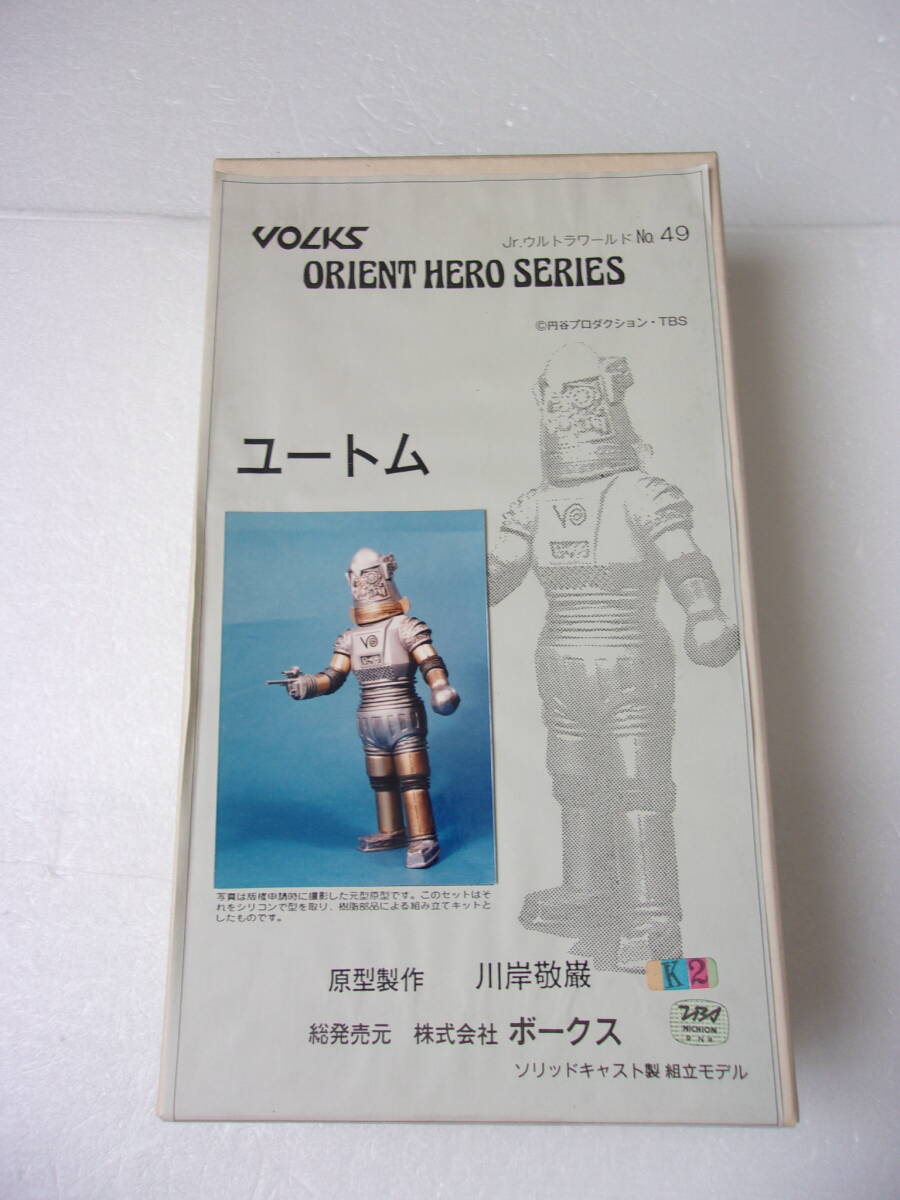 VOLKS
Jr.ウルトラワールド No. 49
ORIENT HERO SERIES
©円谷プロダクション・TBS
ユートム
写真は版権申請時に撮影した元型原型です。このセットはそ
れをシリコンで型を取り、樹脂部品による組み立てキットと
したものです。
原型製作 川岸敬厳
K2
総発売元 株式会社 ボークス
ソリッドキャスト製 組立モデル